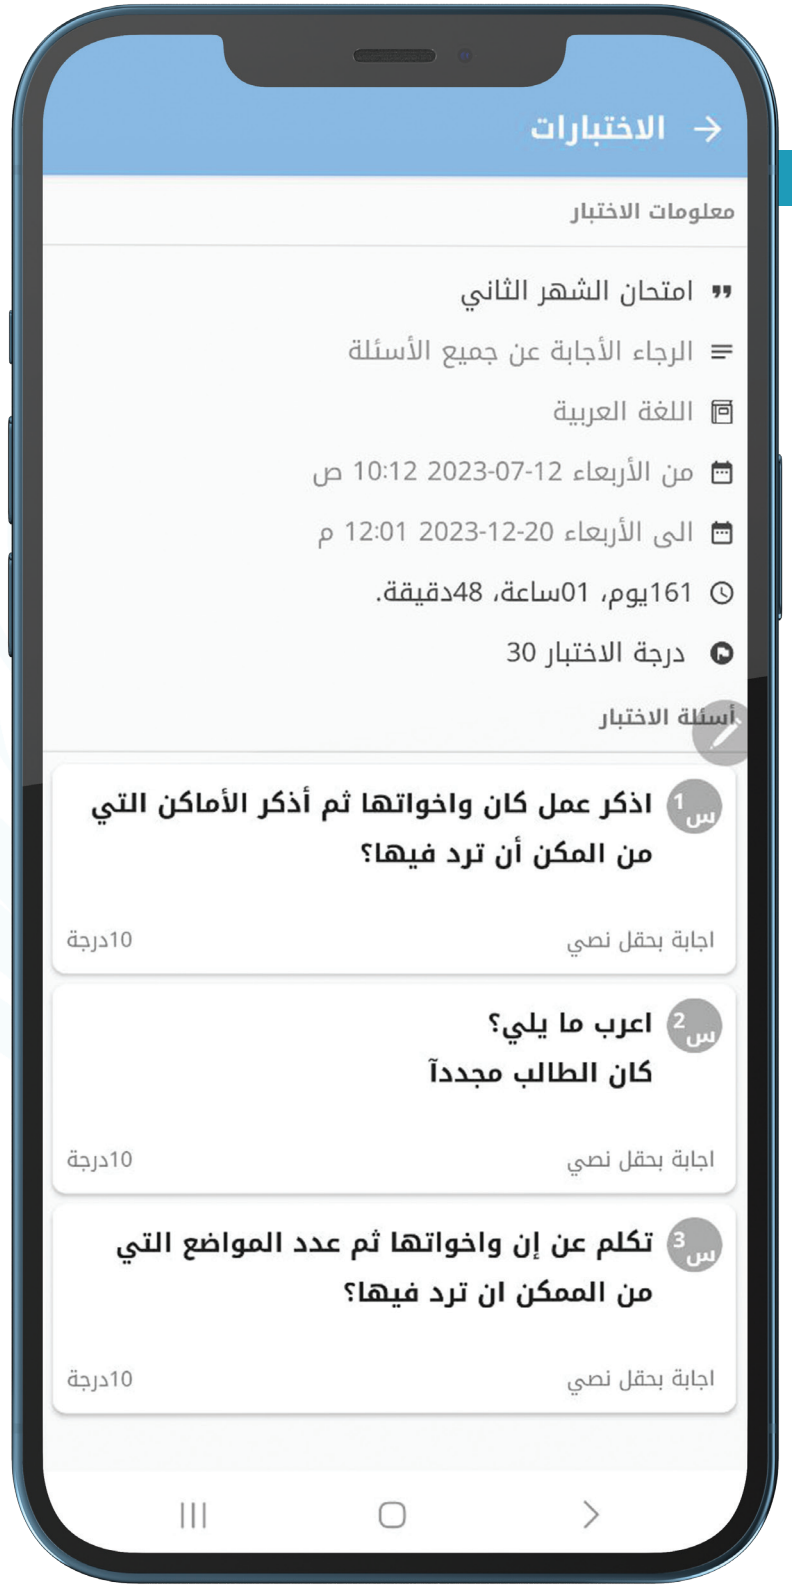 الاختبارات
معلومات الاختبار
امتحان الشهر الثاني
الرجاء الأجابة عن جميع الأسئلة
اللغة العربية
من الأربعاء 12-07-2023 10:12 ص
الى الأربعاء 20-12-2023 12:01 م
161يوم، 01ساعة، 48دقيقة.
درجة الاختبار 30
أسئلة الاختبار
س1 اذكر عمل كان واخواتها ثم أذكر الأماكن التي
من المكن أن ترد فيها؟
اجابة بحقل نصي 10درجة
س2 اعرب ما يلي؟
كان الطالب مجددآ
اجابة بحقل نصي 10درجة
س3 تكلم عن إن واخواتها ثم عدد المواضع التي
من الممكن ان ترد فيها؟
اجابة بحقل نصي 10درجة